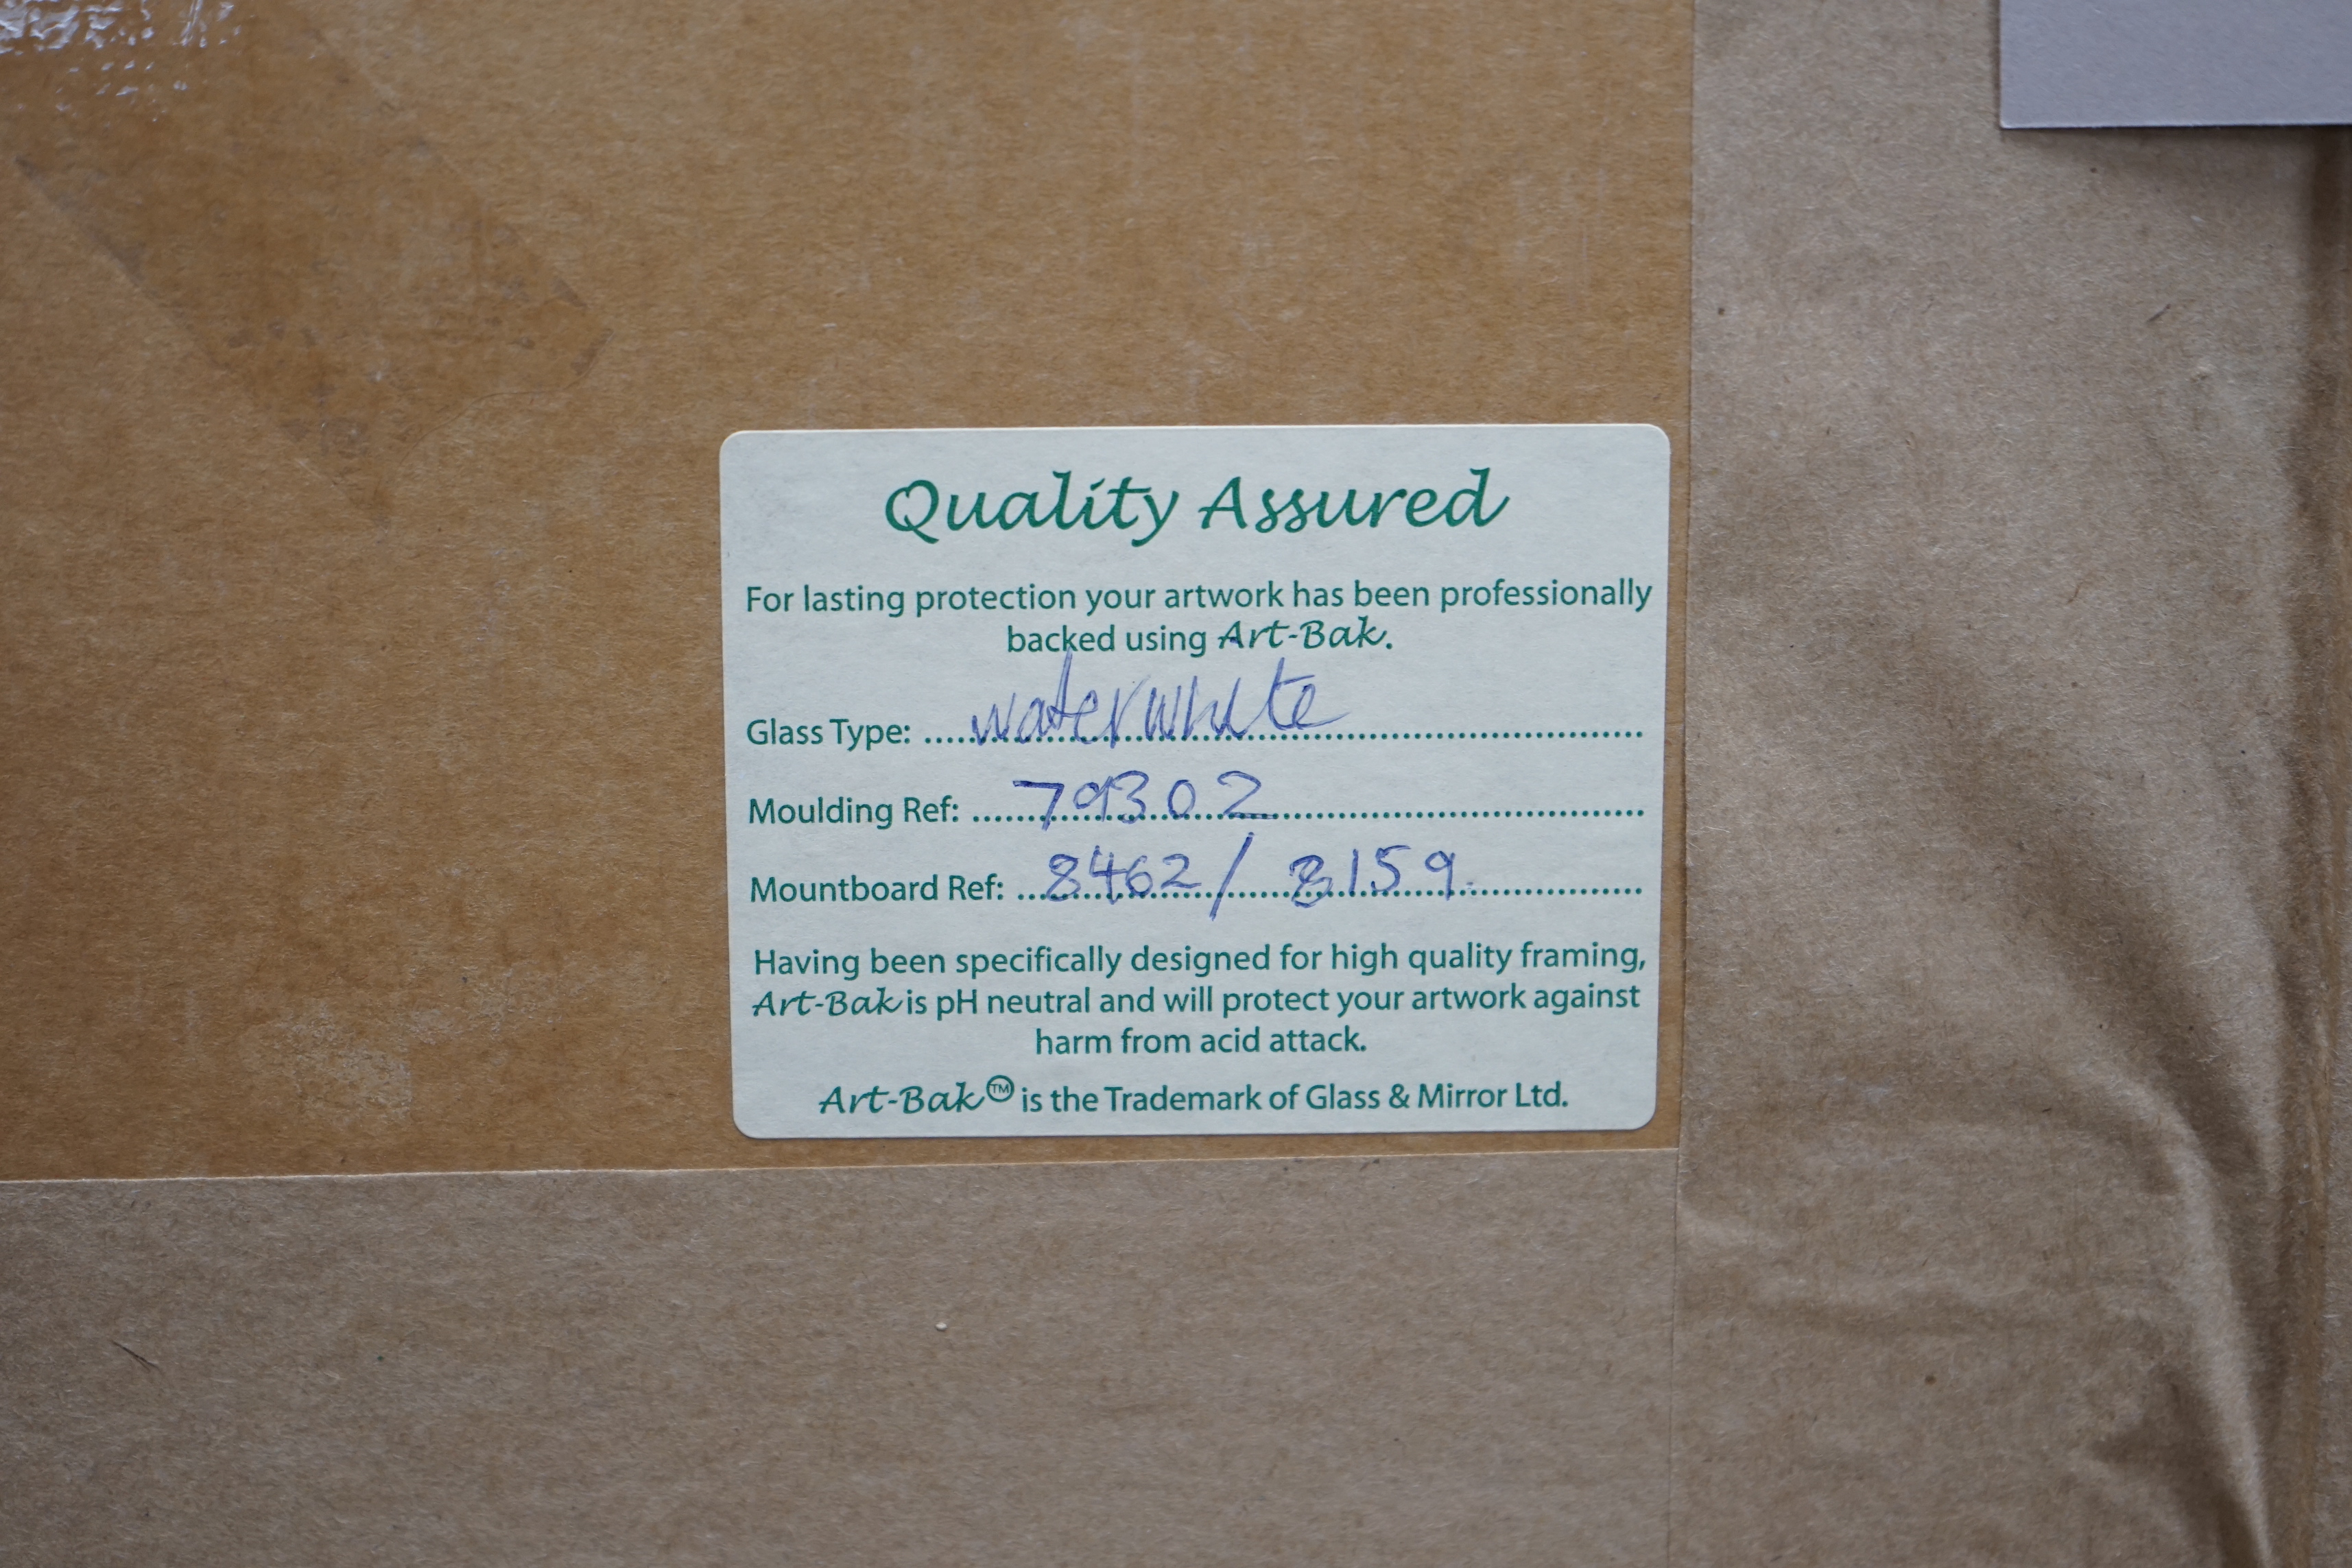 Quality Assured
For lasting protection your artwork has been professionally
backed using Art-Bak.
Glass Type: waterwhite
Moulding Ref: 79302
Mountboard Ref: 8462 / 8159
Having been specifically designed for high quality framing,
Art-Bak is pH neutral and will protect your artwork against
harm from acid attack.
Art-Bak™ is the Trademark of Glass & Mirror Ltd.